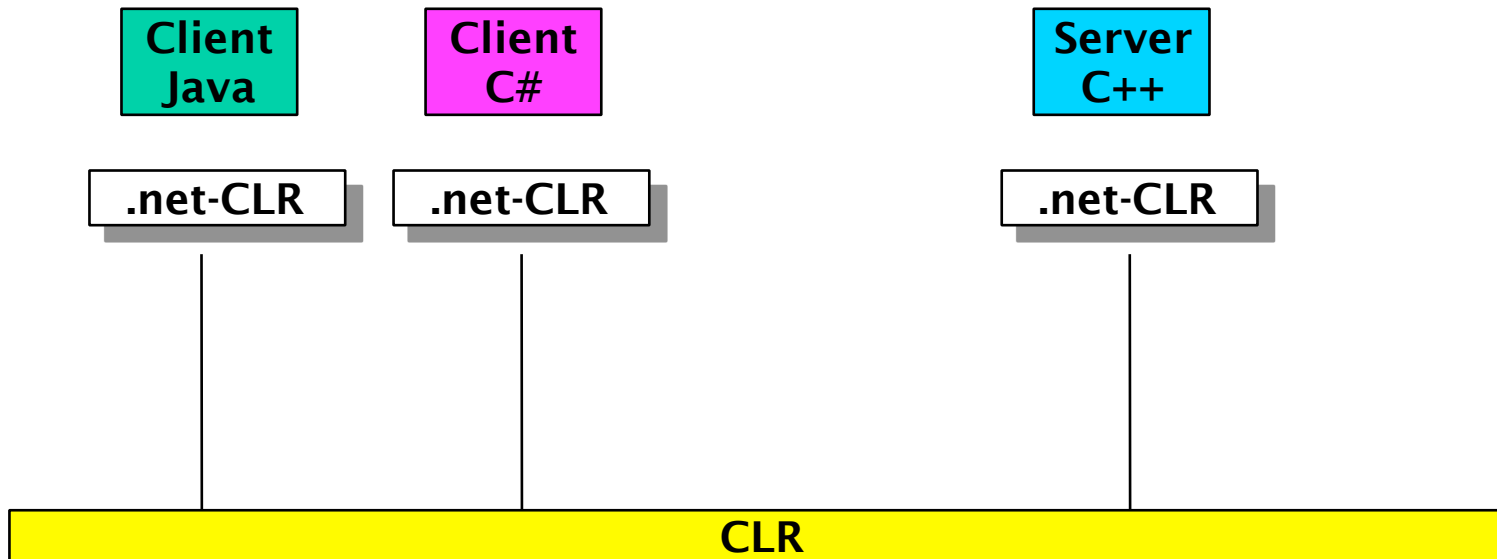 Client
Java
Client
C#
Server
C++
.net-CLR
.net-CLR
.net-CLR
CLR